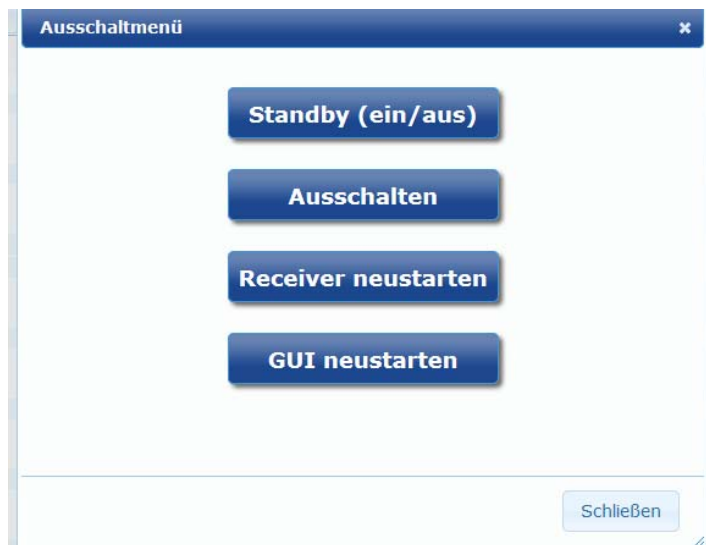 Ausschaltmenü
Standby (ein/aus)
Ausschalten
Receiver neustarten
GUI neustarten
Schließen